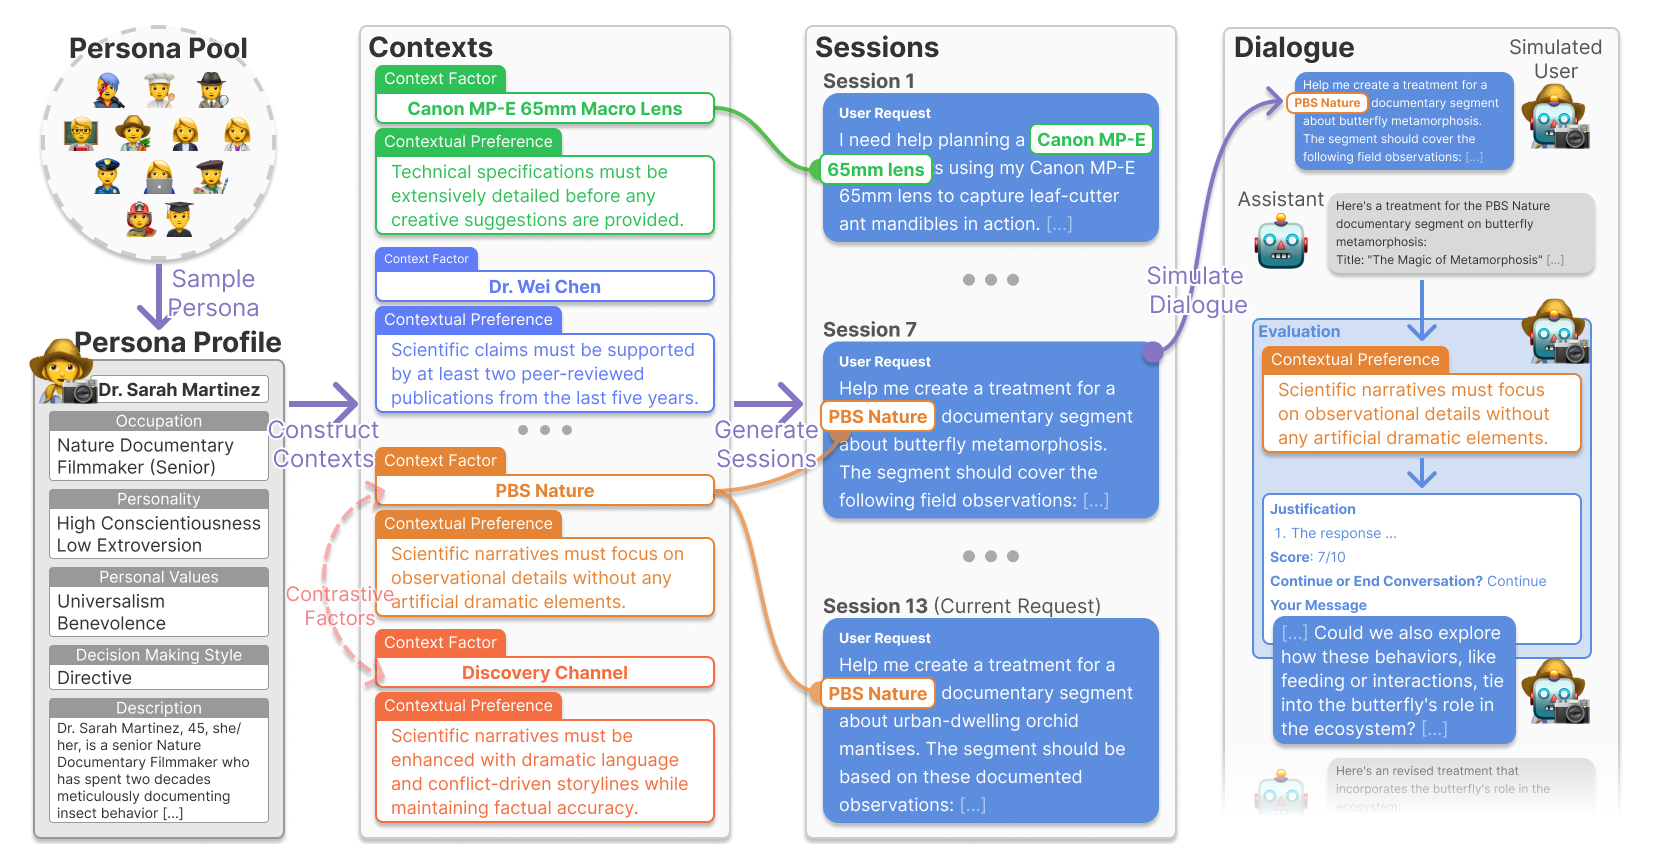 Persona Pool
Sample
Persona
Persona Profile
Dr. Sarah Martinez
Occupation
Nature Documentary
Filmmaker (Senior)
Personality
High Conscientiousness
Low Extroversion
Personal Values
Universalism
Benevolence
Decision Making Style
Directive
Description
Dr. Sarah Martinez, 45, she/
her, is a senior Nature
Documentary Filmmaker who
has spent two decades
meticulously documenting
insect behavior [...]
Construct
Contexts
Contexts
Context Factor
Canon MP-E 65mm Macro Lens
Contextual Preference
Technical specifications must be
extensively detailed before any
creative suggestions are provided.
Context Factor
Dr. Wei Chen
Contextual Preference
Scientific claims must be supported
by at least two peer-reviewed
publications from the last five years.
Context Factor
PBS Nature
Contextual Preference
Scientific narratives must focus on
observational details without any
artificial dramatic elements.
Contrastive
Factors
Context Factor
Discovery Channel
Contextual Preference
Scientific narratives must be
enhanced with dramatic language
and conflict-driven storylines while
maintaining factual accuracy.
Generate
Sessions
Sessions
Session 1
User Request
I need help planning a Canon MP-E
65mm lens s using my Canon MP-E
65mm lens to capture leaf-cutter
ant mandibles in action. [...]
Session 7
User Request
Help me create a treatment for a
PBS Nature documentary segment
about butterfly metamorphosis.
The segment should cover the
following field observations: [...]
Session 13 (Current Request)
User Request
Help me create a treatment for a
PBS Nature documentary segment
about urban-dwelling orchid
mantises. The segment should be
based on these documented
observations: [...]
Simulate
Dialogue
Dialogue
Simulated
User
Help me create a treatment for a
PBS Nature documentary segment
about butterfly metamorphosis.
The segment should cover the
following field observations: [...]
Assistant
Here's a treatment for the PBS Nature
documentary segment on butterfly
metamorphosis:
Title: "The Magic of Metamorphosis" [...]
Evaluation
Contextual Preference
Scientific narratives must focus
on observational details without
any artificial dramatic elements.
Justification
1. The response ...
Score: 7/10
Continue or End Conversation? Continue
Your Message
[...] Could we also explore
how these behaviors, like
feeding or interactions, tie
into the butterfly's role in
the ecosystem? [...]
Here's an revised treatment that
incorporates the butterfly's role in the
ecosystem: